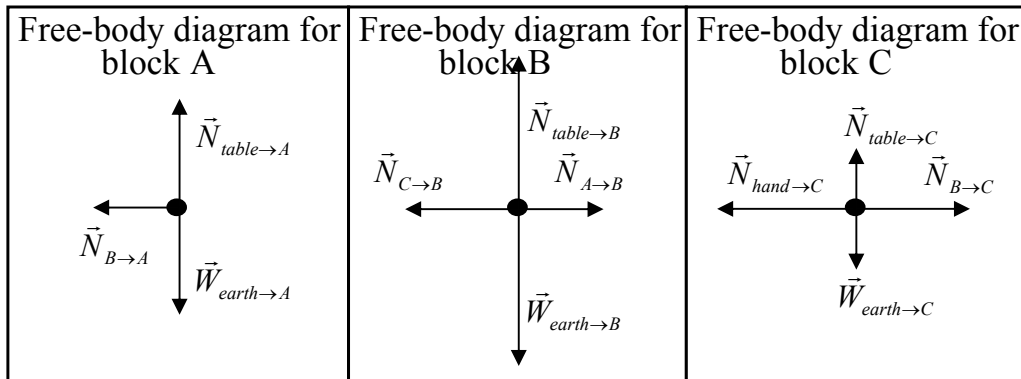 Free-body diagram for
block A
N⃗ table→A
N⃗ B→A
W⃗ earth→A
Free-body diagram for
block B
N⃗ table→B
N⃗ C→B
N⃗ A→B
W⃗ earth→B
Free-body diagram for
block C
N⃗ table→C
N⃗ hand→C
N⃗ B→C
W⃗ earth→C